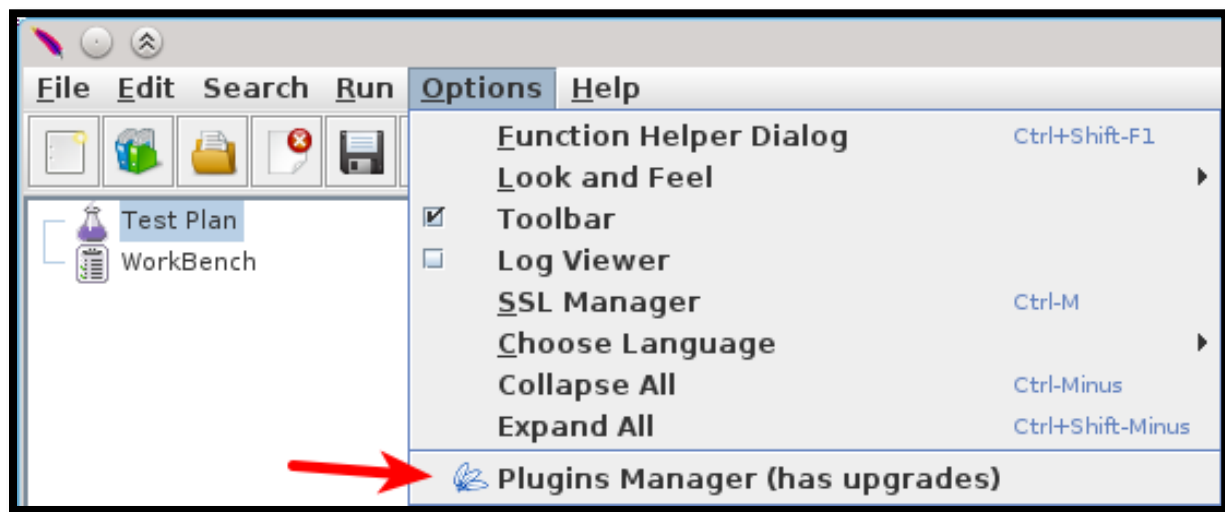 File Edit Search Run Options Help
Function Helper Dialog Ctrl+Shift-F1
Look and Feel
Test Plan
Toolbar
WorkBench
Log Viewer
SSL Manager Ctrl-M
Choose Language
Collapse All Ctrl-Minus
Expand All Ctrl+Shift-Minus
Plugins Manager (has upgrades)